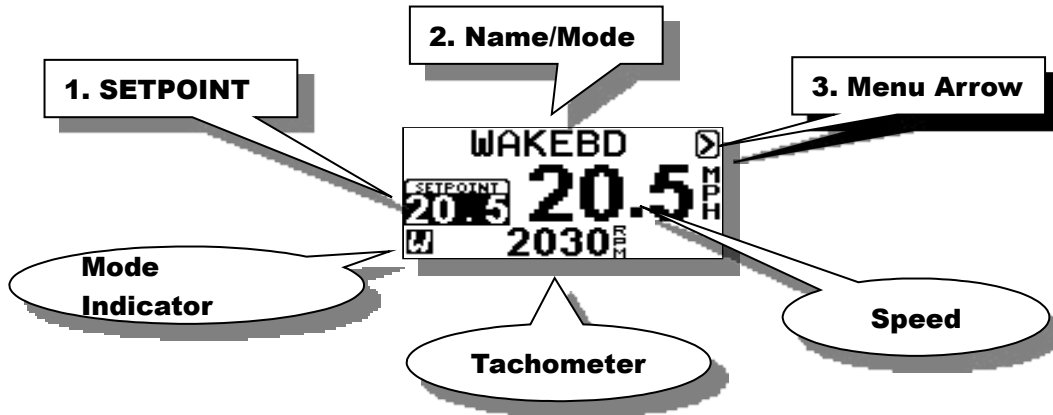 2. Name/Mode
1. SETPOINT
3. Menu Arrow
WAKEBD >
SETPOINT
20.5
20.5 MPH
W
2030 RPM
Mode
Indicator
Speed
Tachometer